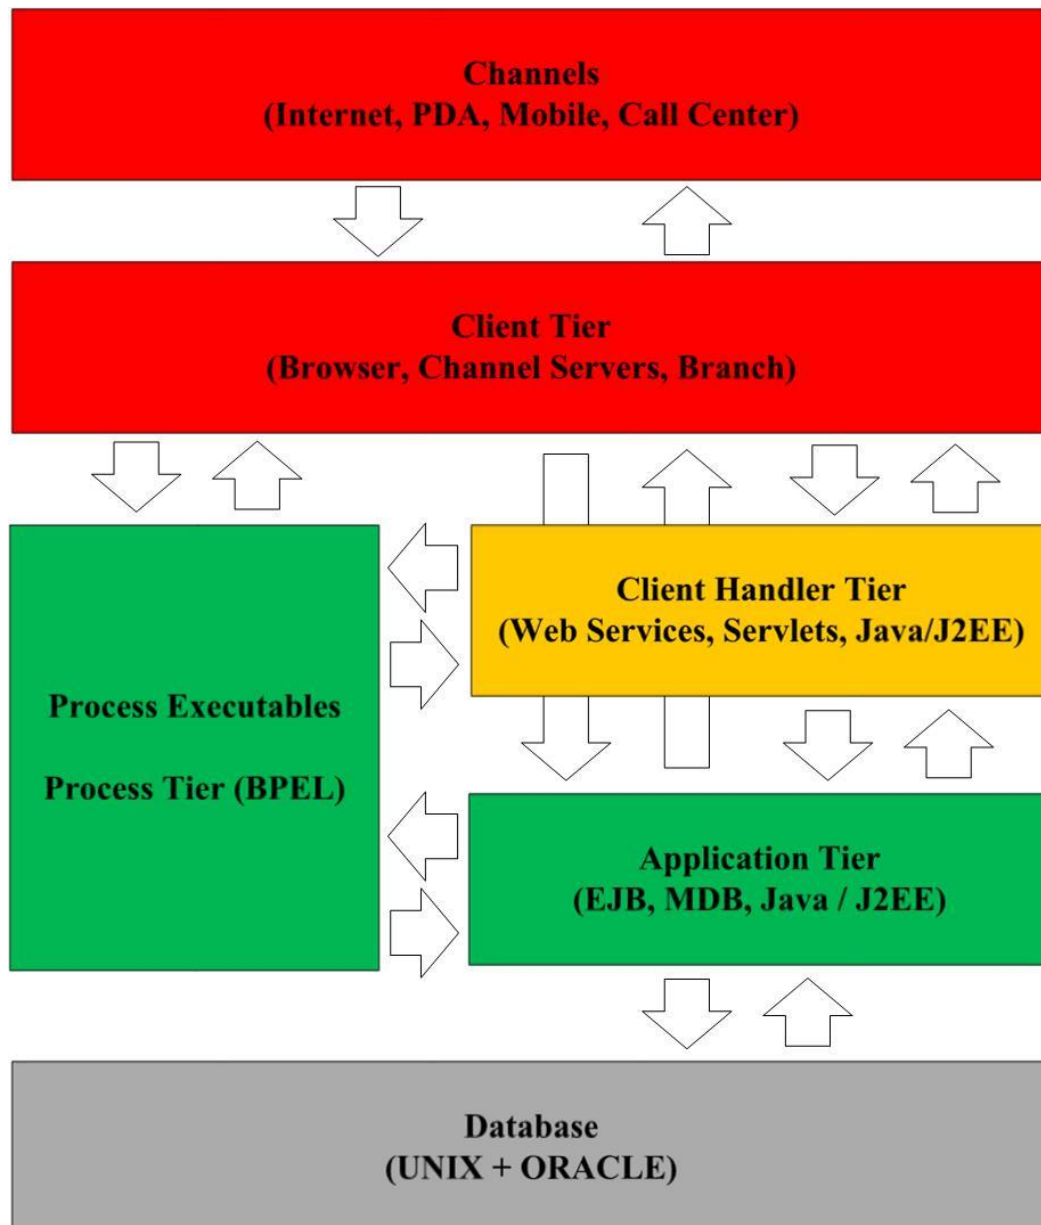 Channels
(Internet, PDA, Mobile, Call Center)
Client Tier
(Browser, Channel Servers, Branch)
Client Handler Tier
(Web Services, Servlets, Java/J2EE)
Process Executables
Process Tier (BPEL)
Application Tier
(EJB, MDB, Java / J2EE)
Database
(UNIX + ORACLE)